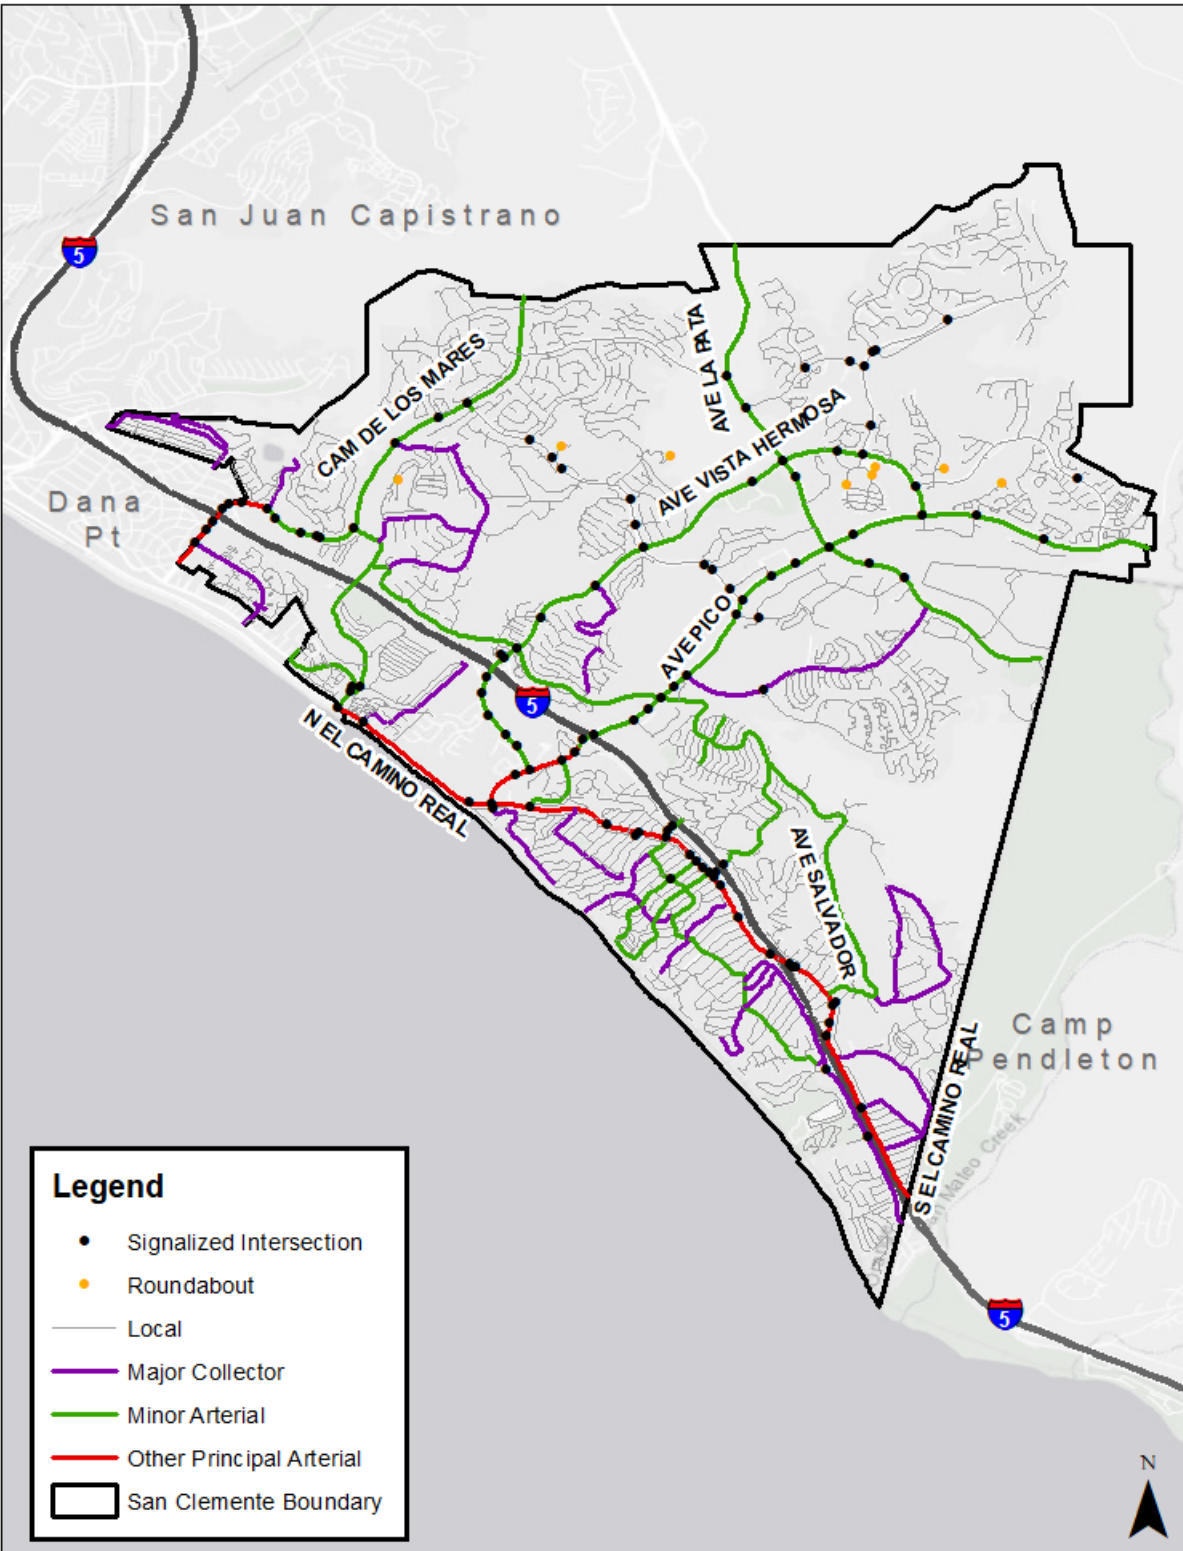 San Juan Capistrano
5
CAM DE LOS MARES
AVE LA PATA
AVE VISTA HERMOSA
Dana
Pt
AVE PICO
5
N EL CAMINO REAL
AVE SALVADOR
Camp
Pendleton
S EL CAMINO REAL
Mateo Creek
5
Legend
Signalized Intersection
Roundabout
Local
Major Collector
Minor Arterial
Other Principal Arterial
San Clemente Boundary
N